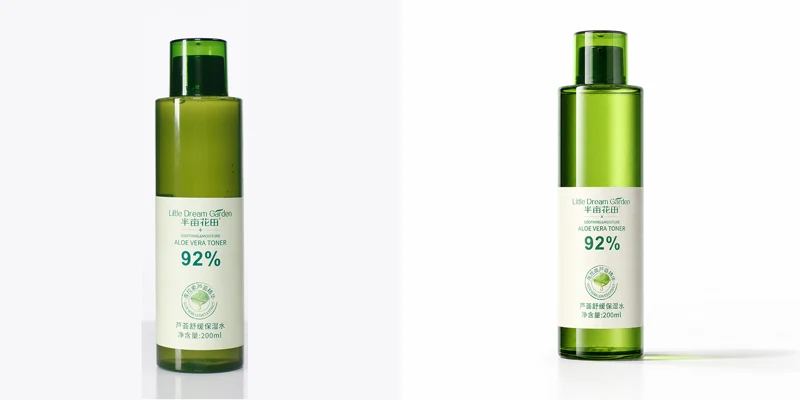 Little Dream Garden
半亩花田
SOOTHING&MOISTURE
ALOE VERA TONER
92%
芦荟舒缓保湿水
净含量:200ml
Little Dream Garden
半亩花田
SOOTHING&MOISTURE
ALOE VERA TONER
92%
芦荟舒缓保湿水
净含量:200ml